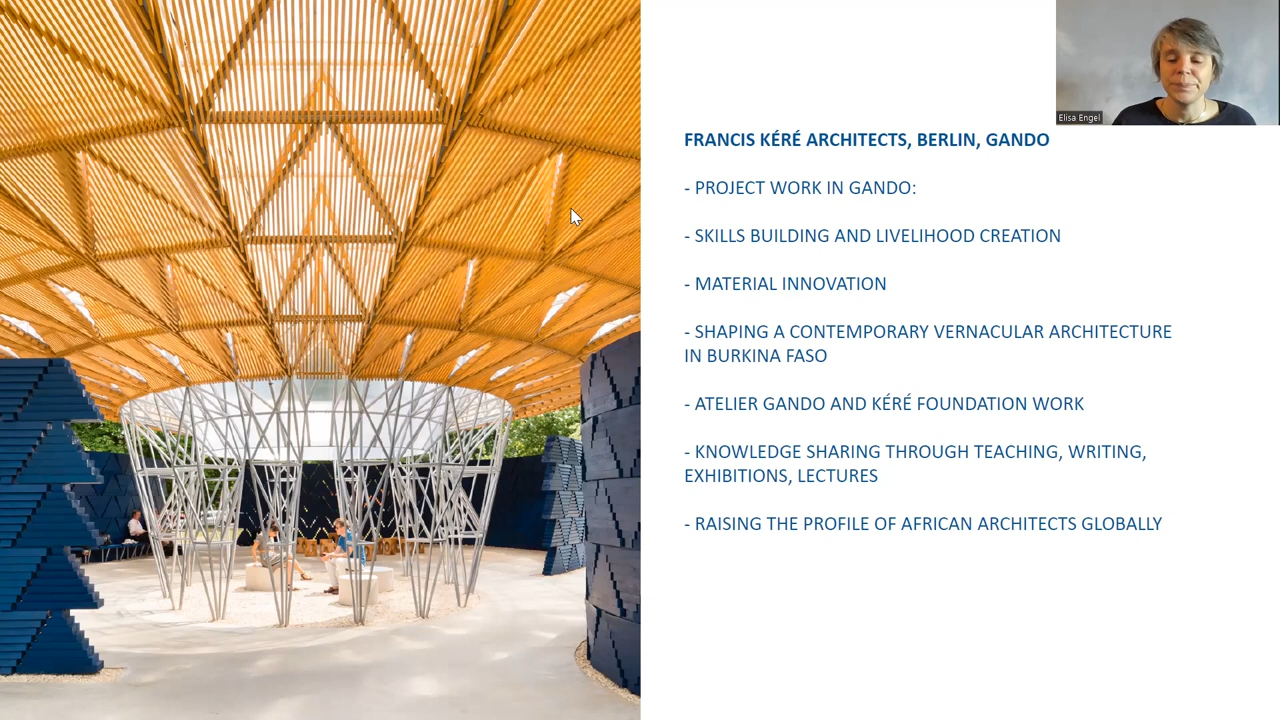 Elisa Engel
FRANCIS KÉRÉ ARCHITECTS, BERLIN, GANDO
- PROJECT WORK IN GANDO:
- SKILLS BUILDING AND LIVELIHOOD CREATION
- MATERIAL INNOVATION
- SHAPING A CONTEMPORARY VERNACULAR ARCHITECTURE
IN BURKINA FASO
- ATELIER GANDO AND KÉRÉ FOUNDATION WORK
- KNOWLEDGE SHARING THROUGH TEACHING, WRITING,
EXHIBITIONS, LECTURES
- RAISING THE PROFILE OF AFRICAN ARCHITECTS GLOBALLY